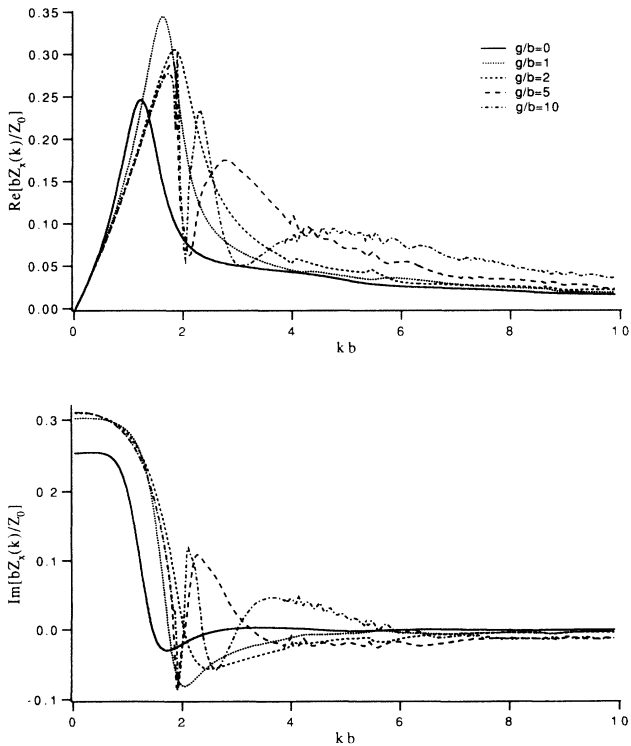 0.35
0.30
0.25
0.20
0.15
0.10
0.05
0.00
Re[bZx(k)/Z0]
g/b=0
g/b=1
g/b=2
g/b=5
g/b=10
0 2 4 6 8 10
kb
0.3
0 2
0.1
0.0
-0.1
Im[bZx(k)/Z0]
0 2 4 6 8 10
kb